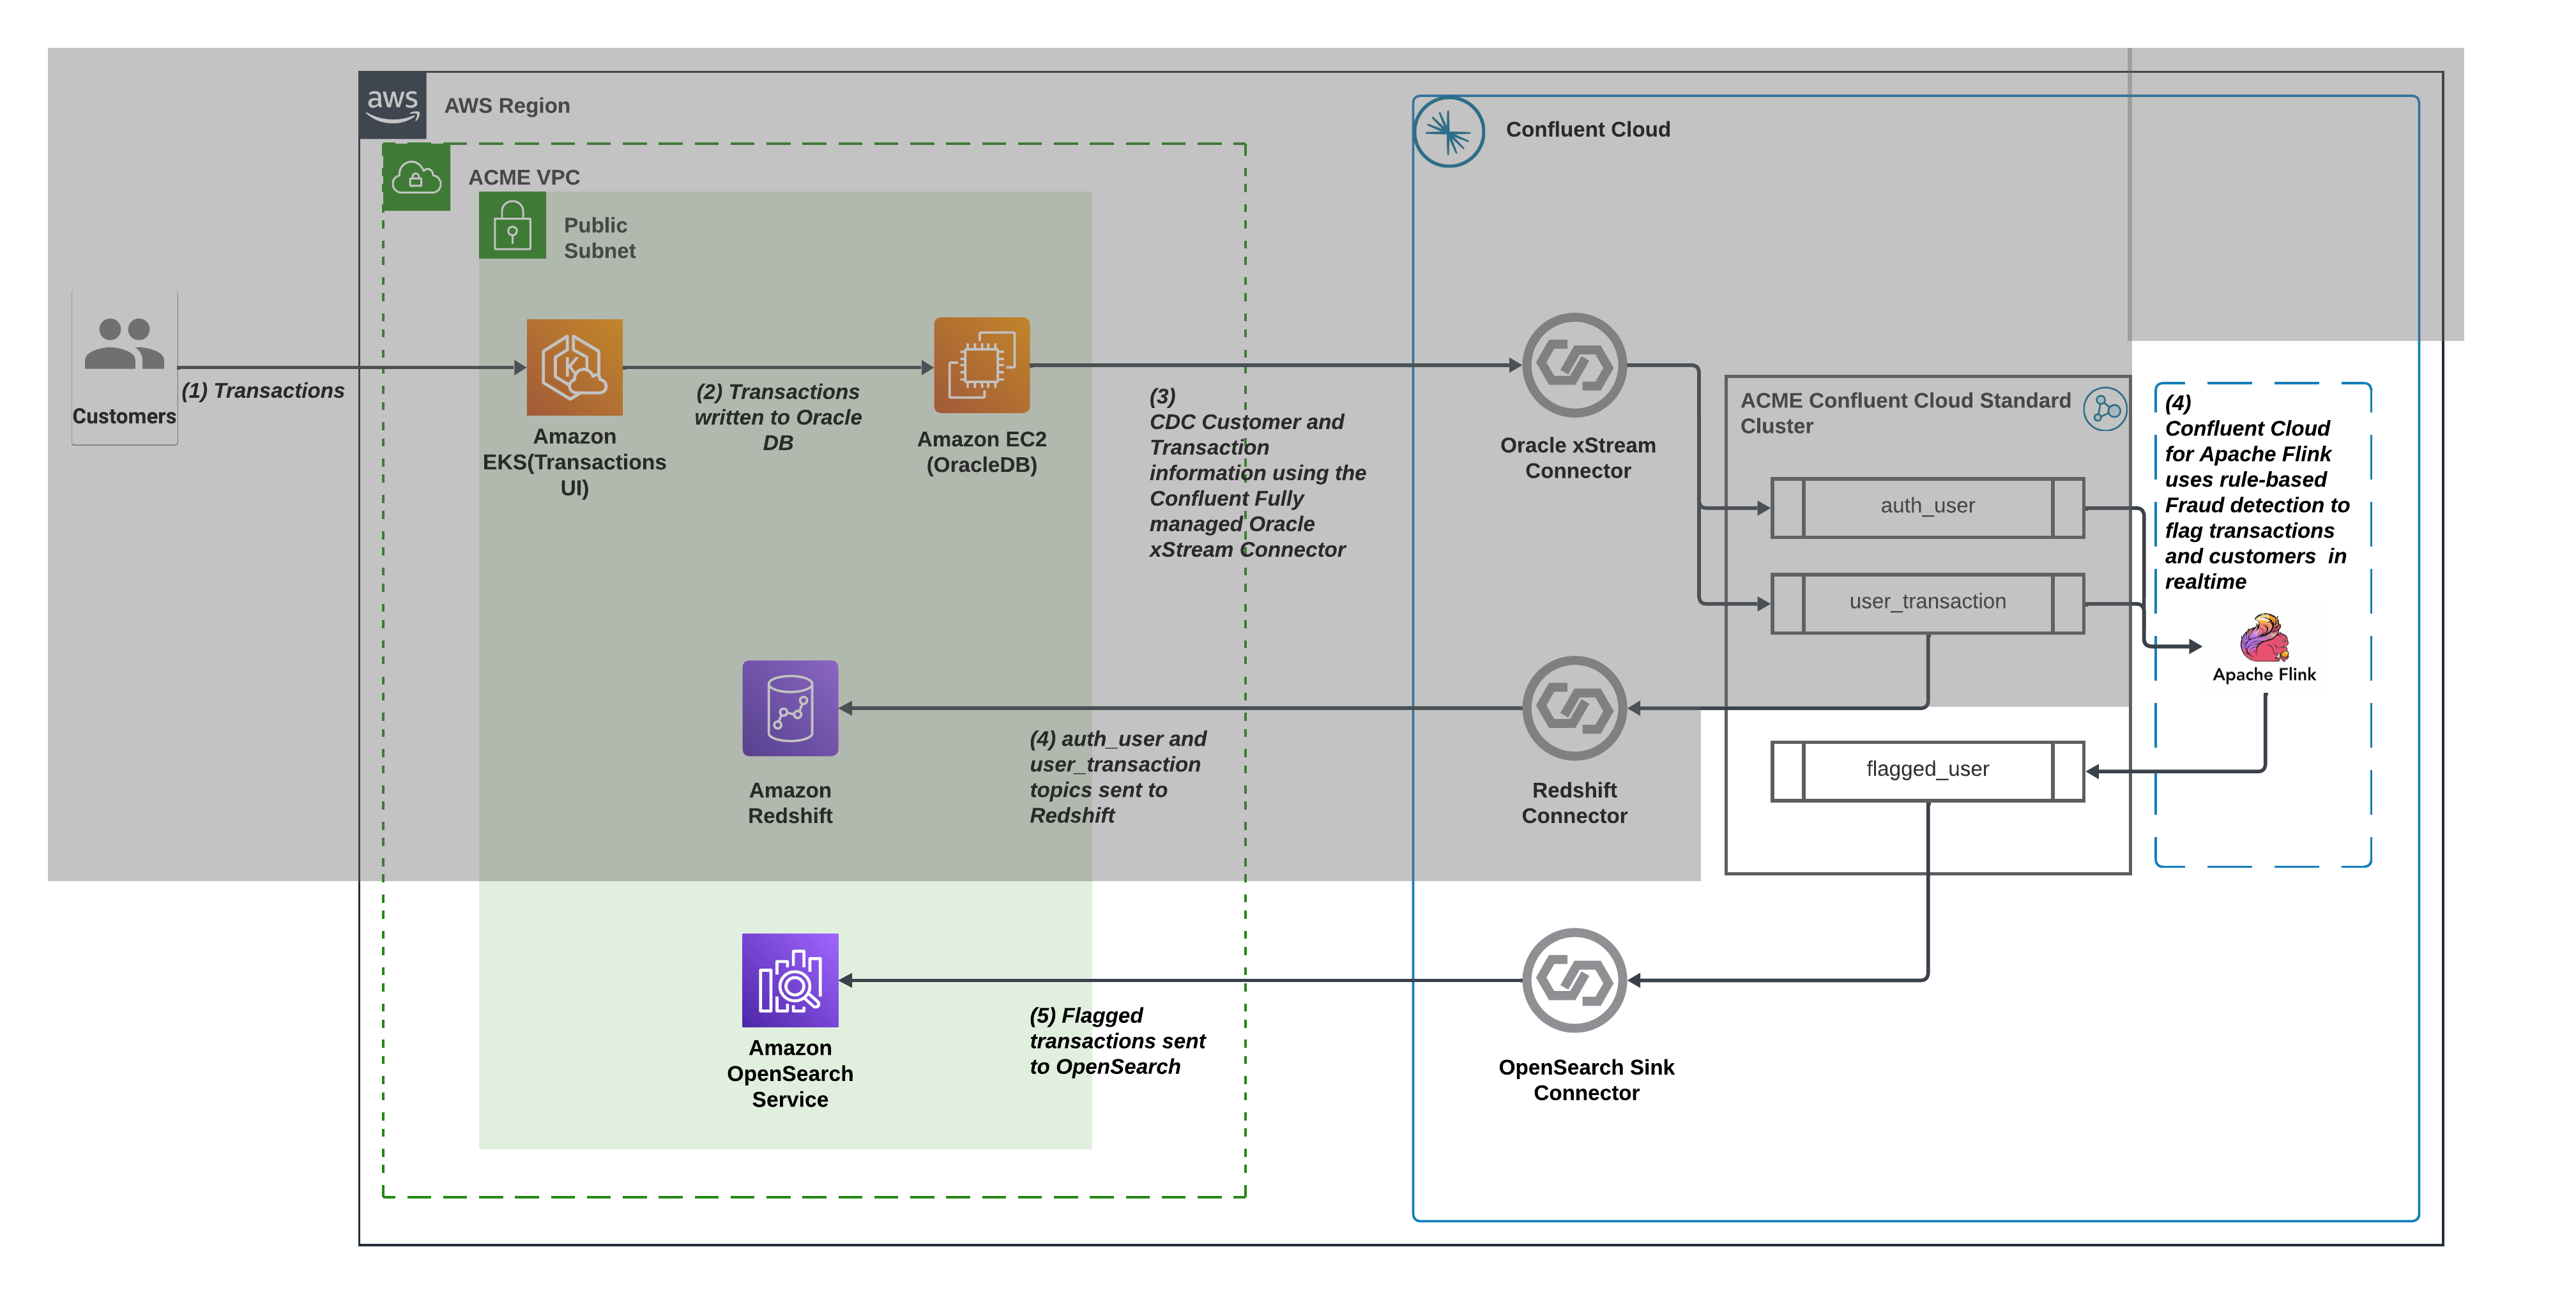 aws
AWS Region
Confluent Cloud
ACME VPC
Public
Subnet
Customers
(1) Transactions
Amazon
EKS(Transactions
UI)
(2) Transactions
written to Oracle
DB
Amazon EC2
(OracleDB)
(3)
CDC Customer and
Transaction
information using the
Confluent Fully
managed Oracle
xStream Connector
Oracle xStream
Connector
ACME Confluent Cloud Standard
Cluster
auth_user
user_transaction
flagged_user
(4)
Confluent Cloud
for Apache Flink
uses rule-based
Fraud detection to
flag transactions
and customers  in
realtime
Apache Flink
Amazon
Redshift
(4) auth_user and
user_transaction
topics sent to
Redshift
Redshift
Connector
Amazon
OpenSearch
Service
(5) Flagged
transactions sent
to OpenSearch
OpenSearch Sink
Connector